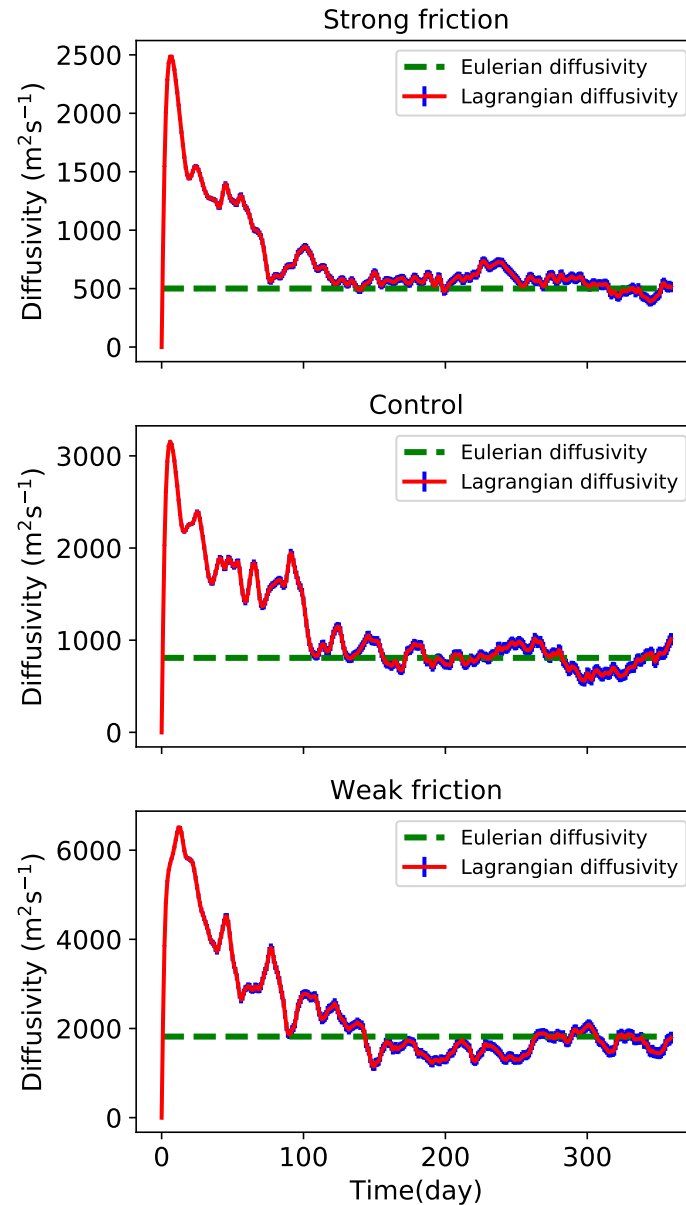 Strong friction
Diffusivity (m²s⁻¹)
2500
2000
1500
1000
500
0
Eulerian diffusivity
Lagrangian diffusivity
Control
Diffusivity (m²s⁻¹)
3000
2000
1000
0
Eulerian diffusivity
Lagrangian diffusivity
Weak friction
Diffusivity (m²s⁻¹)
6000
4000
2000
0
Eulerian diffusivity
Lagrangian diffusivity
0 100 200 300
Time(day)